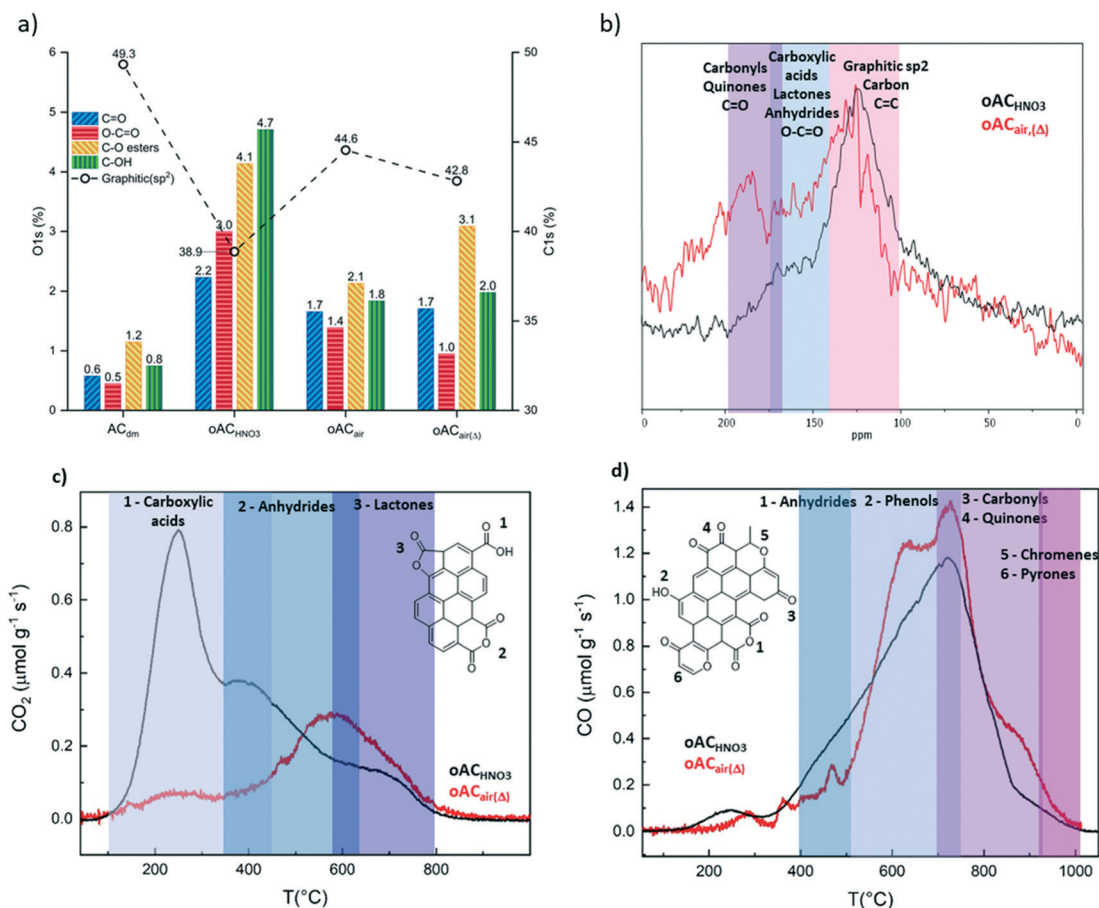 a)
49.3
C=O
O-C=O
C-O esters
C-OH
Graphitic(sp²)
44.6
42.8
38.9
0.6
0.5
1.2
0.8
2.2
3.0
4.1
4.7
1.7
1.4
2.1
1.8
1.7
1.0
3.1
2.0
O1s (%)
6
5
4
3
2
1
0
C1s (%)
50
45
40
35
30
ACdm
oACHNO3
oACair
oACair(Δ)
b)
Carbonyls
Quinones
C=O
Carboxylic
acids
Lactones
Anhydrides
O-C=O
Graphitic sp2
Carbon
C=C
oACHNO3
oACair,(Δ)
0
200
200
150
100
50
0
ppm
c)
1 - Carboxylic
acids
2 - Anhydrides
3 - Lactones
O
1
OH
3
O
O
O
O
O
2
oACHNO3
oACair(Δ)
CO₂ (µmol g⁻¹ s⁻¹)
0.8
0.6
0.4
0.2
0.0
200
400
600
800
T(°C)
d)
1 - Anhydrides
2 - Phenols
3 - Carbonyls
4 - Quinones
5 - Chromenes
6 - Pyrones
4
O
O
5
O
2
HO
O
3
O
O
O
O
1
O
O
6
oACHNO3
oACair(Δ)
CO (µmol g⁻¹ s⁻¹)
1.4
1.2
1.0
0.8
0.6
0.4
0.2
0.0
200
400
600
800
1000
T(°C)